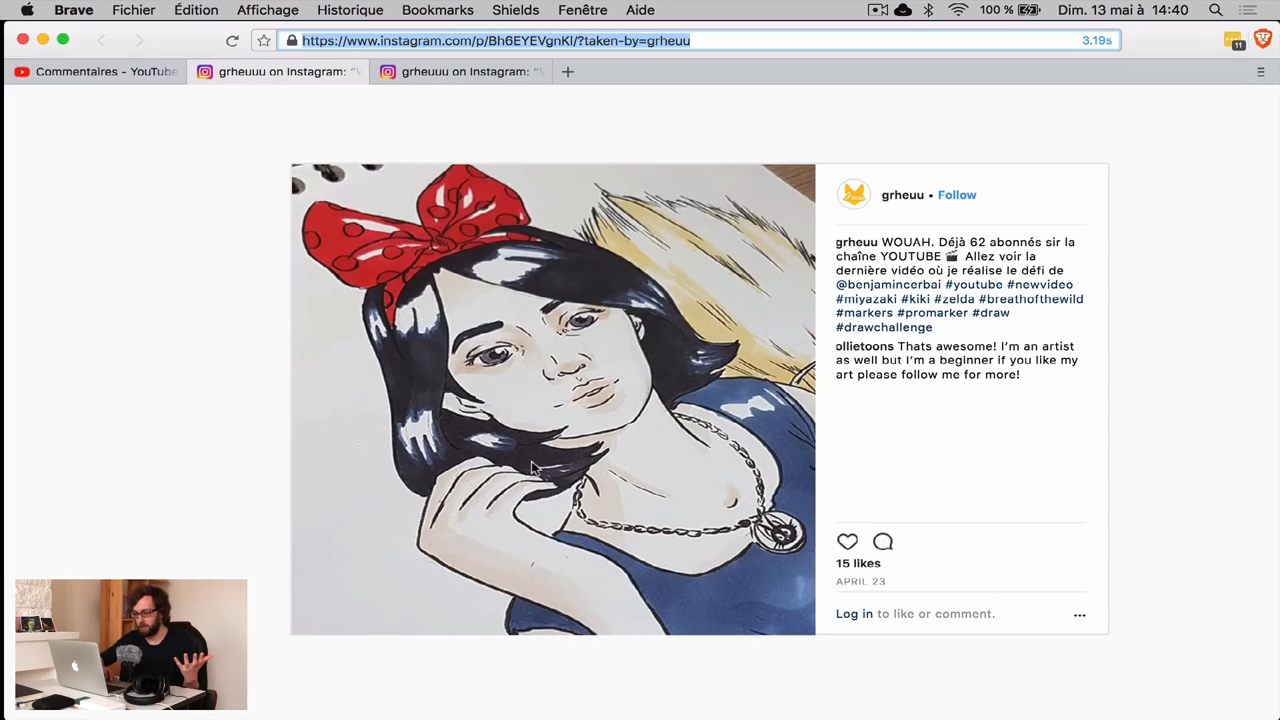 Brave Fichier Édition Affichage Historique Bookmarks Shields Fenêtre Aide 100 % Dim. 13 mai à 14:40
https://www.instagram.com/p/Bh6EYEVgnKl/?taken-by=grheuu 3.19s
11
Commentaires - YouTube grheuuu on Instagram: “ grheuuu on Instagram: “
grheuu • Follow
grheuu WOUAH. Déjà 62 abonnés sir la
chaîne YOUTUBE 🎬 Allez voir la
dernière vidéo où je réalise le défi de
@benjamincerbai #youtube #newvideo
#miyazaki #kiki #zelda #breathofthewild
#markers #promarker #draw
#drawchallenge
ollietoons Thats awesome! I’m an artist
as well but I’m a beginner if you like my
art please follow me for more!
15 likes
APRIL 23
Log in to like or comment.